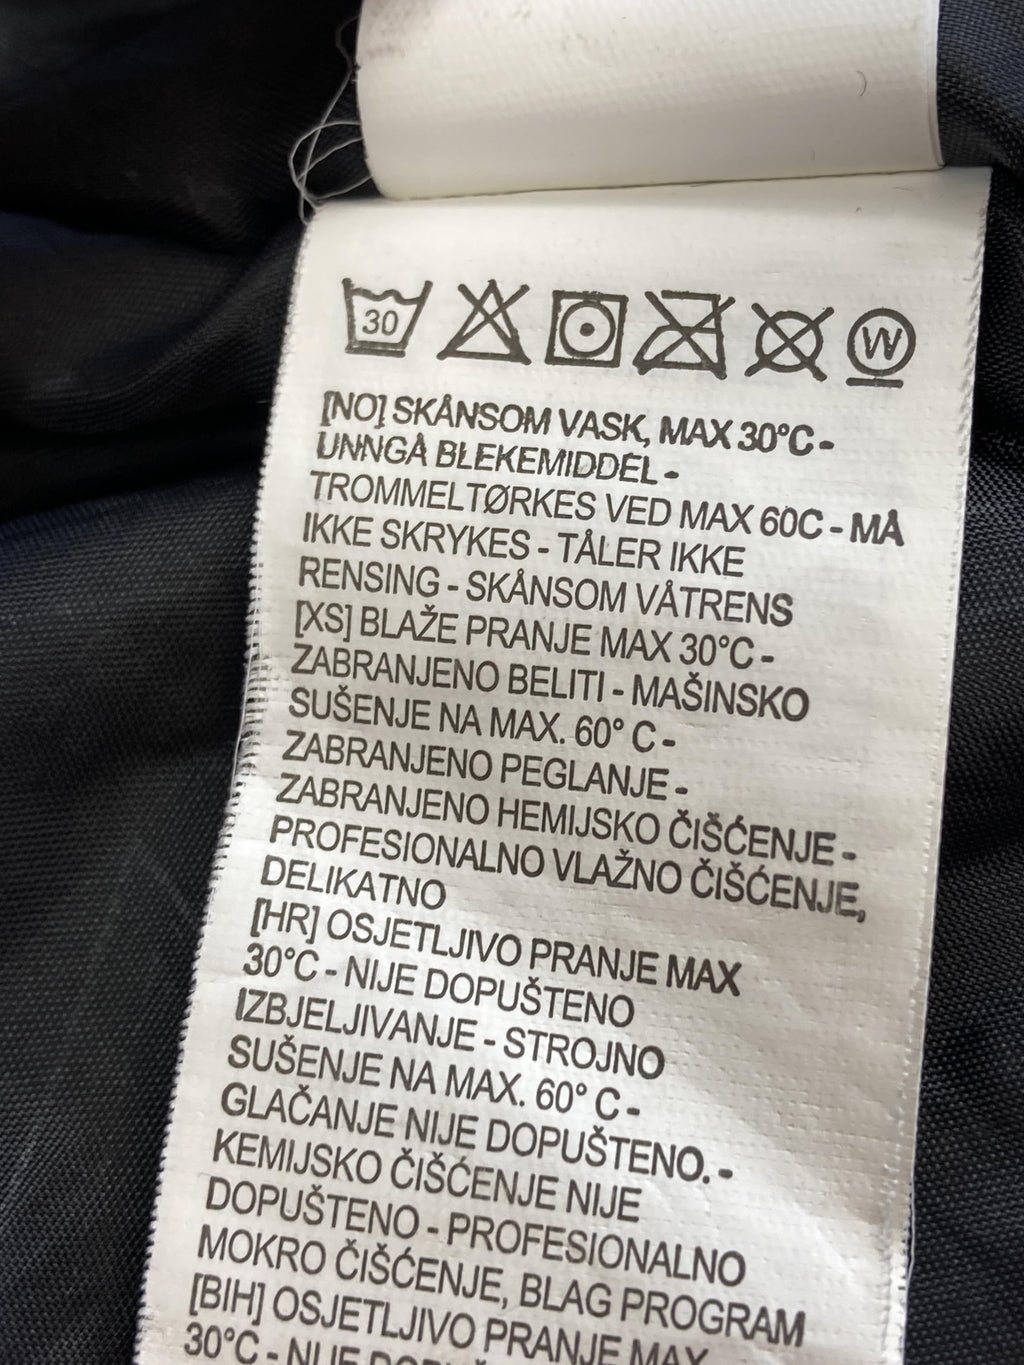 30
W
[NO] SKÅNSOM VASK, MAX 30°C -
UNNGÅ BLEKEMIDDEL -
TROMMELTØRKES VED MAX 60C - MÅ
IKKE SKRYKES - TÅLER IKKE
RENSING - SKÅNSOM VÅTRENS
[XS] BLAŽE PRANJE MAX 30°C -
ZABRANJENO BELITI - MAŠINSKO
SUŠENJE NA MAX. 60° C -
ZABRANJENO PEGLANJE -
ZABRANJENO HEMIJSKO ČIŠĆENJE -
PROFESIONALNO VLAŽNO ČIŠĆENJE,
DELIKATNO
[HR] OSJETLJIVO PRANJE MAX
30°C - NIJE DOPUŠTENO
IZBJELJIVANJE - STROJNO
SUŠENJE NA MAX. 60° C -
GLAČANJE NIJE DOPUŠTENO. -
KEMIJSKO ČIŠĆENJE NIJE
DOPUŠTENO - PROFESIONALNO
MOKRO ČIŠĆENJE, BLAG PROGRAM
[BIH] OSJETLJIVO PRANJE MAX
30°C - NIJE